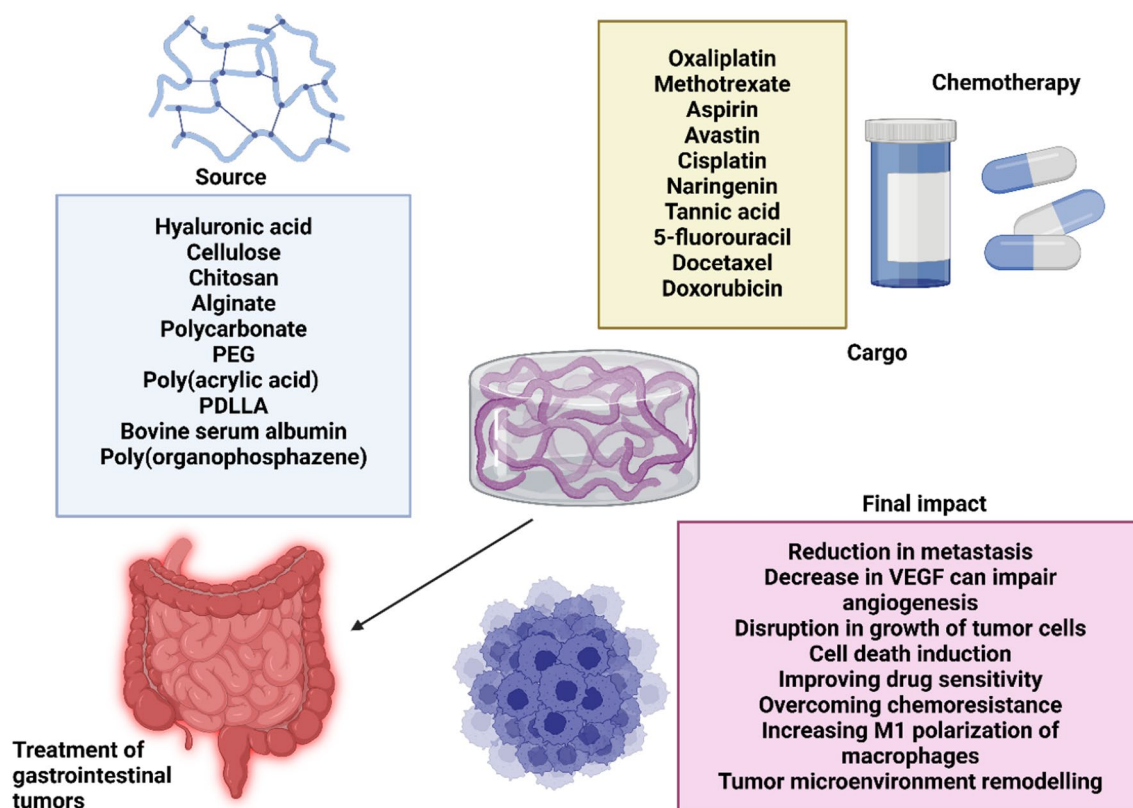 Source
Hyaluronic acid
Cellulose
Chitosan
Alginate
Polycarbonate
PEG
Poly(acrylic acid)
PDLLA
Bovine serum albumin
Poly(organophosphazene)
Oxaliplatin
Methotrexate
Aspirin
Avastin
Cisplatin
Naringenin
Tannic acid
5-fluorouracil
Docetaxel
Doxorubicin
Chemotherapy
Cargo
Final impact
Reduction in metastasis
Decrease in VEGF can impair
angiogenesis
Disruption in growth of tumor cells
Cell death induction
Improving drug sensitivity
Overcoming chemoresistance
Increasing M1 polarization of
macrophages
Tumor microenvironment remodelling
Treatment of
gastrointestinal
tumors